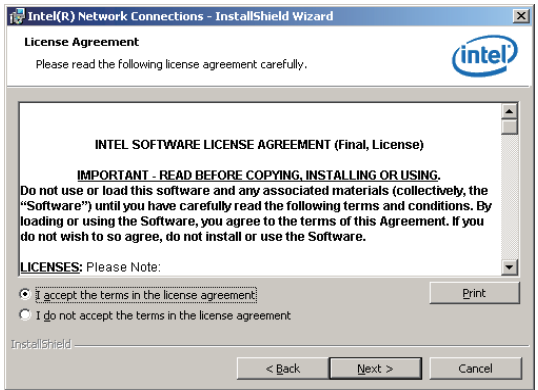 Intel(R) Network Connections - InstallShield Wizard
License Agreement
Please read the following license agreement carefully.
intel
INTEL SOFTWARE LICENSE AGREEMENT (Final, License)
IMPORTANT - READ BEFORE COPYING, INSTALLING OR USING.
Do not use or load this software and any associated materials (collectively, the
“Software”) until you have carefully read the following terms and conditions. By
loading or using the Software, you agree to the terms of this Agreement. If you
do not wish to so agree, do not install or use the Software.
LICENSES: Please Note:
I accept the terms in the license agreement
Print
I do not accept the terms in the license agreement
InstallShield
< Back
Next >
Cancel